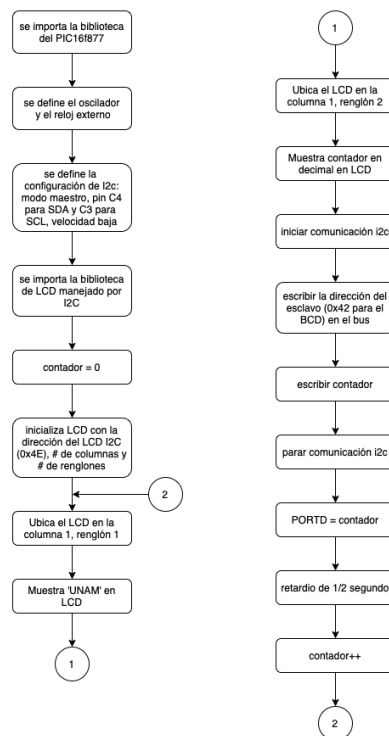 se importa la biblioteca
del PIC16f877
se define el oscilador
y el reloj externo
se define la
configuración de I2c:
modo maestro, pin C4
para SDA y C3 para
SCL, velocidad baja
se importa la biblioteca
de LCD manejado por
I2C
contador = 0
inicializa LCD con la
dirección del LCD I2C
(0x4E), # de columnas y
# de renglones
2
Ubica el LCD en la
columna 1, renglón 1
Muestra 'UNAM' en
LCD
1
1
Ubica el LCD en la
columna 1, renglón 2
Muestra contador en
decimal en LCD
iniciar comunicación i2c
escribir la dirección del
esclavo (0x42 para el
BCD) en el bus
escribir contador
parar comunicación i2c
PORTD = contador
retardio de 1/2 segundo
contador++
2